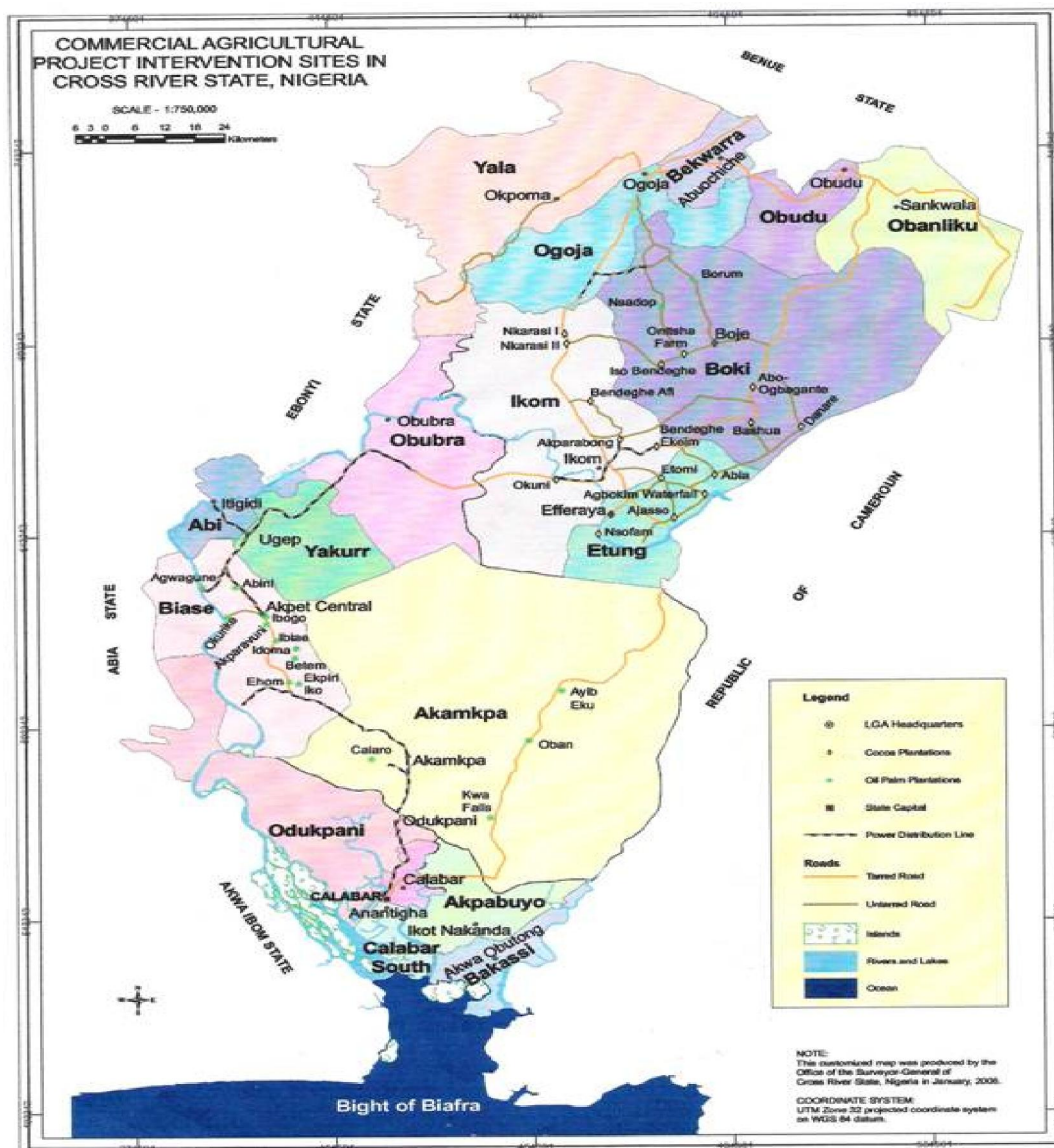 COMMERCIAL AGRICULTURAL
PROJECT INTERVENTION SITES IN
CROSS RIVER STATE, NIGERIA
SCALE - 1:750,000
6 3 0 6 12 18 24
Kilometers
BENUE
STATE
Yala
Okpoma
Ogoja
Bekwarra
Abuochiche
Obudu
Obudu
Sankwala
Obanliku
Ogoja
Borum
Nsadop
STATE
EBONYI
Nkarasi I
Nkarasi II
Onitsha
Farm
Boje
Iso Bendeghe
Boki
Ikom
Bendeghe Afi
Abo-
Ogbagante
Obubra
Obubra
Bendeghe
Ekeim
Bashua
Danare
Akparabong
Ikom
Okuni
Etomi
Abia
Agbokim Waterfall
Efferaya
Ajasso
Nsofam
Etung
CAMEROUN
OF
REPUBLIC
Itigidi
Abi
Ugep
Yakurr
Agwagune
Abini
Biase
Akpet Central
Ibogo
Okurike
Akparavuni
Ibiae
Idoma
Betem
Ehom
Ekpiri
Iko
ABIA STATE
Akamkpa
Ayib
Eku
Oban
Calaro
Akamkpa
Kwa
Falls
Odukpani
Odukpani
Calabar
CALABAR
Anantigha
Akpabuyo
Ikot Nakanda
Calabar
South
Akwa Obutong
Bakassi
AKWA IBOM STATE
W E
Bight of Biafra
Legend
LGA Headquarters
Cocoa Plantations
Oil Palm Plantations
State Capital
Power Distribution Line
Roads
Tarred Road
Untarred Road
Islands
Rivers and Lakes
Ocean
NOTE:
This customized map was produced by the
Office of the Surveyor-General of
Cross River State, Nigeria in January, 2008.
COORDINATE SYSTEM:
UTM Zone 32 projected coordinate system
on WGS 84 datum.